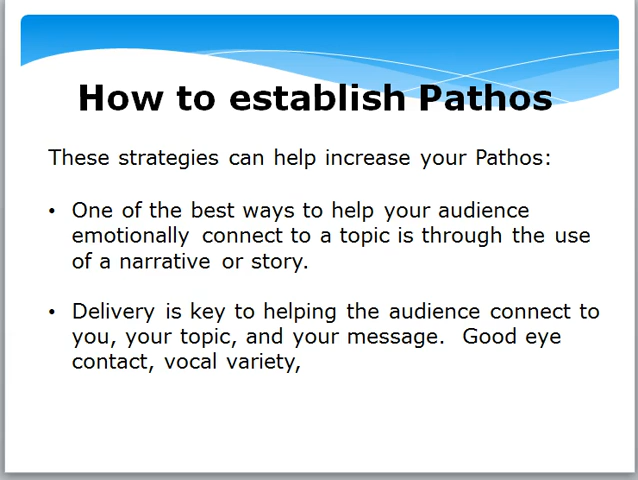 How to establish Pathos
These strategies can help increase your Pathos:
• One of the best ways to help your audience
emotionally connect to a topic is through the use
of a narrative or story.
• Delivery is key to helping the audience connect to
you, your topic, and your message. Good eye
contact, vocal variety,